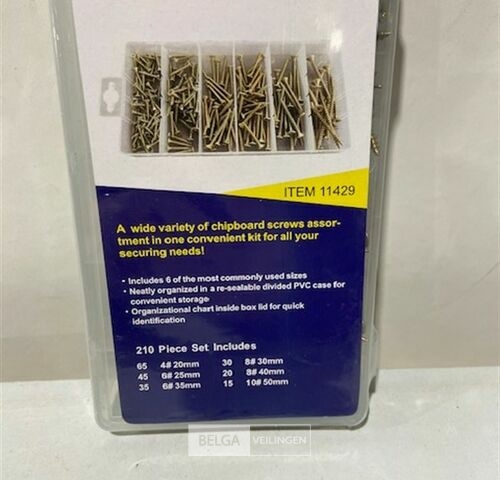 ITEM 11429
A wide variety of chipboard screws assor-
tment in one convenient kit for all your
securing needs!
• Includes 6 of the most commonly used sizes
• Neatly organized in a re-sealable divided PVC case for
convenient storage
• Organizational chart inside box lid for quick
identification
210 Piece Set Includes
65 4# 20mm 30 8# 30mm
45 6# 25mm 20 8# 40mm
35 6# 35mm 15 10# 50mm
BELGA VEILINGEN